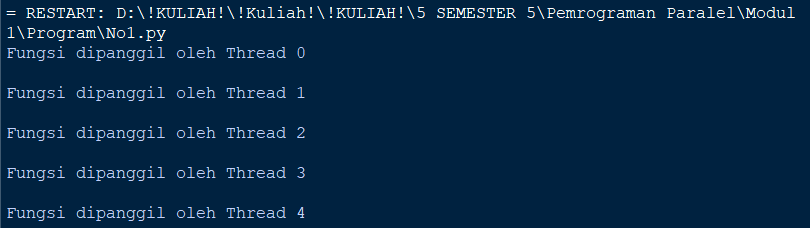 = RESTART: D:\!KULIAH!\!Kuliah!\!KULIAH!\5 SEMESTER 5\Pemrograman Paralel\Modul
1\Program\No1.py
Fungsi dipanggil oleh Thread 0
Fungsi dipanggil oleh Thread 1
Fungsi dipanggil oleh Thread 2
Fungsi dipanggil oleh Thread 3
Fungsi dipanggil oleh Thread 4